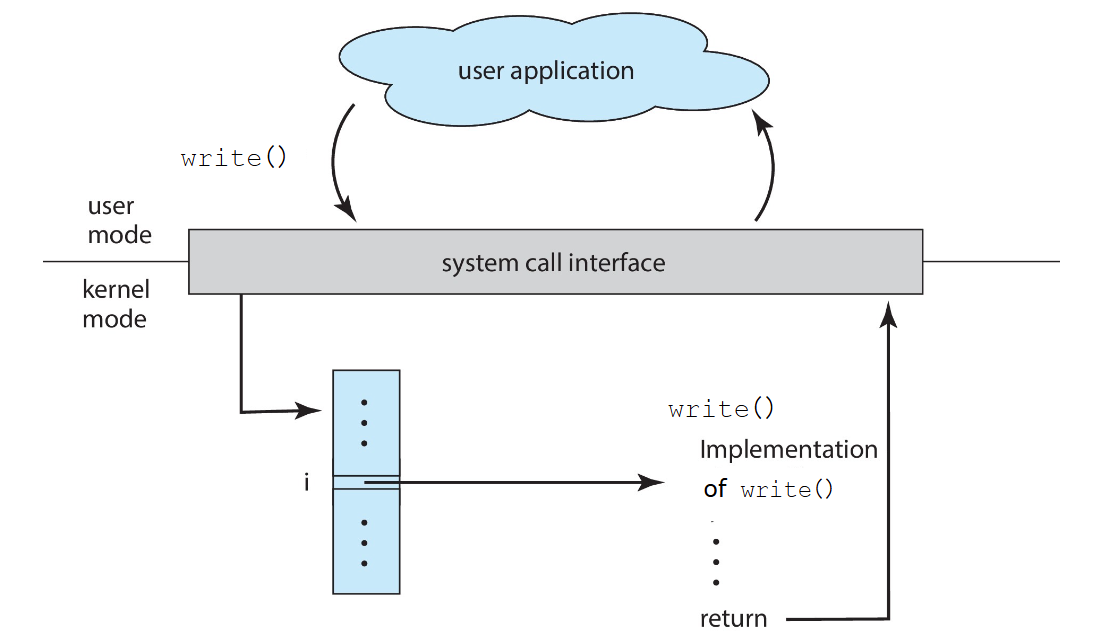 user application
write()
user
mode
system call interface
kernel
mode
write()
Implementation
i
of write()
return